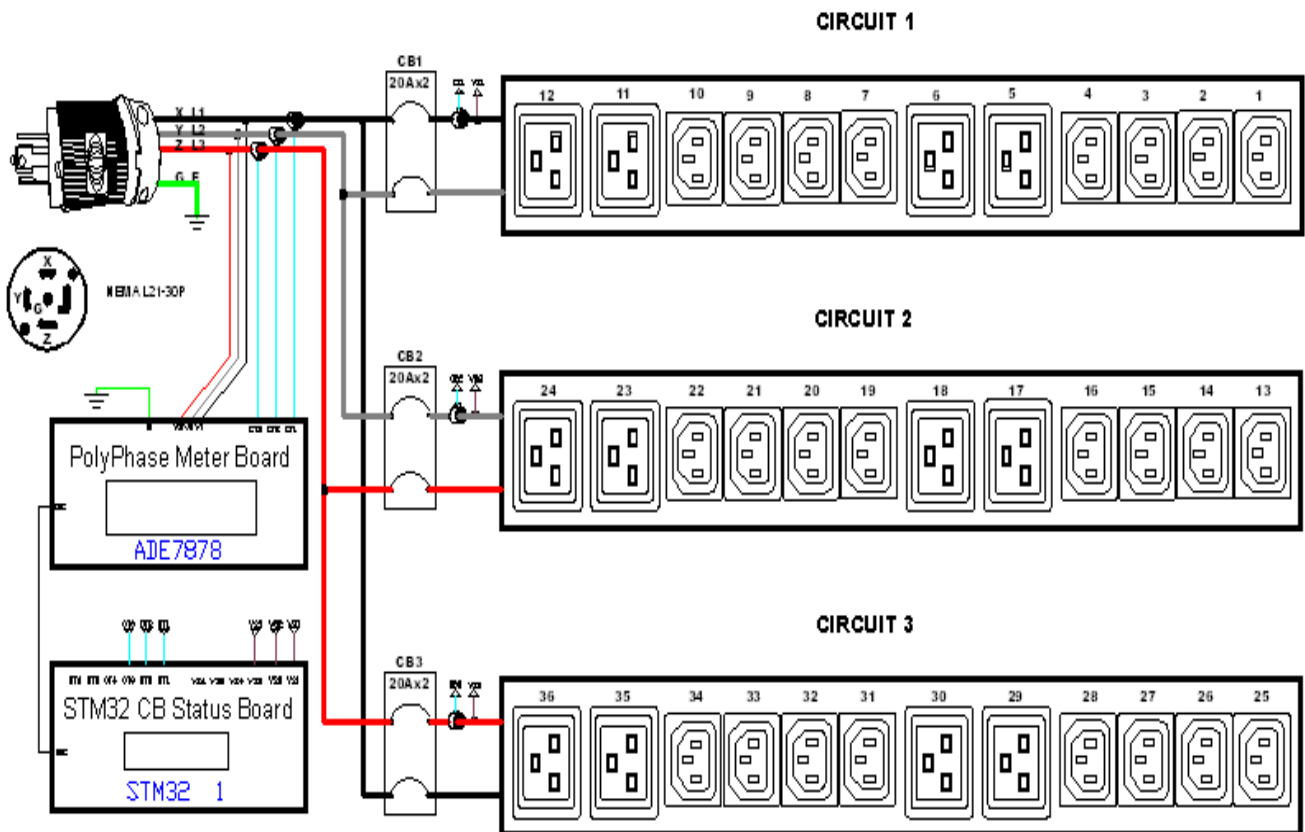 CIRCUIT 1
CB1
20Ax2
12 11 10 9 8 7 6 5 4 3 2 1
X L1
Y L2
Z L3
G E
X
Y
G
Z
NEMA L21-30P
CIRCUIT 2
CB2
20Ax2
24 23 22 21 20 19 18 17 16 15 14 13
PolyPhase Meter Board
ADE7878
CIRCUIT 3
CB3
20Ax2
36 35 34 33 32 31 30 29 28 27 26 25
STM32 CB Status Board
STM32 1